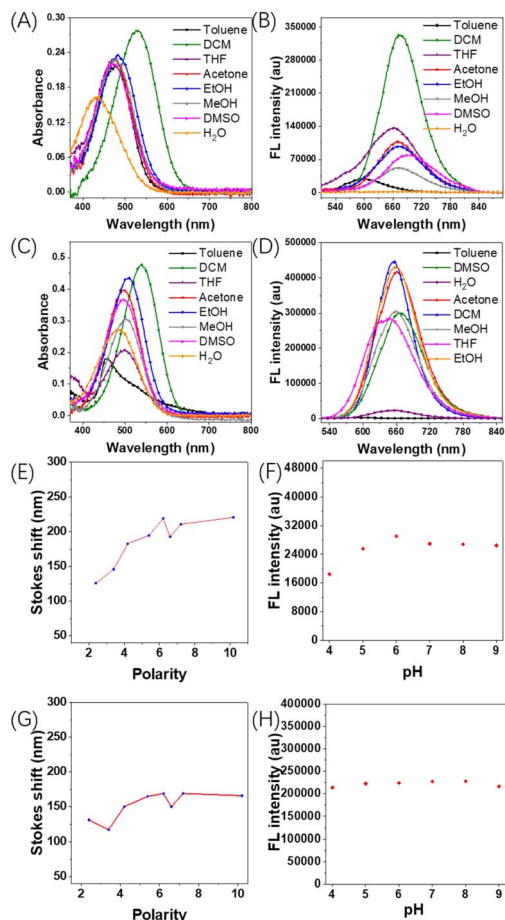 (A)
0.30
0.24
0.18
0.12
0.06
0.00
Absorbance
400 500 600 700 800
Wavelength (nm)
Toluene
DCM
THF
Acetone
EtOH
MeOH
DMSO
H2O
(B)
350000
280000
210000
140000
70000
0
FL intensity (au)
540 600 660 720 780 840
Wavelength (nm)
Toluene
DCM
THF
Acetone
EtOH
MeOH
DMSO
H2O
(C)
0.5
0.4
0.3
0.2
0.1
0.0
Absorbance
400 500 600 700 800
Wavelength (nm)
Toluene
DCM
THF
Acetone
EtOH
MeOH
DMSO
H2O
(D)
500000
400000
300000
200000
100000
0
FL intensity (au)
540 600 660 720 780 840
Wavelength (nm)
Toluene
DMSO
H2O
Acetone
DCM
MeOH
THF
EtOH
(E)
300
250
200
150
100
50
Stokes shift (nm)
2 4 6 8 10
Polarity
(F)
48000
40000
32000
24000
16000
8000
0
FL intensity (au)
4 5 6 7 8 9
pH
(G)
300
250
200
150
100
50
Stokes shift (nm)
2 4 6 8 10
Polarity
(H)
400000
350000
300000
250000
200000
150000
100000
50000
0
FL intensity (au)
4 5 6 7 8 9
pH